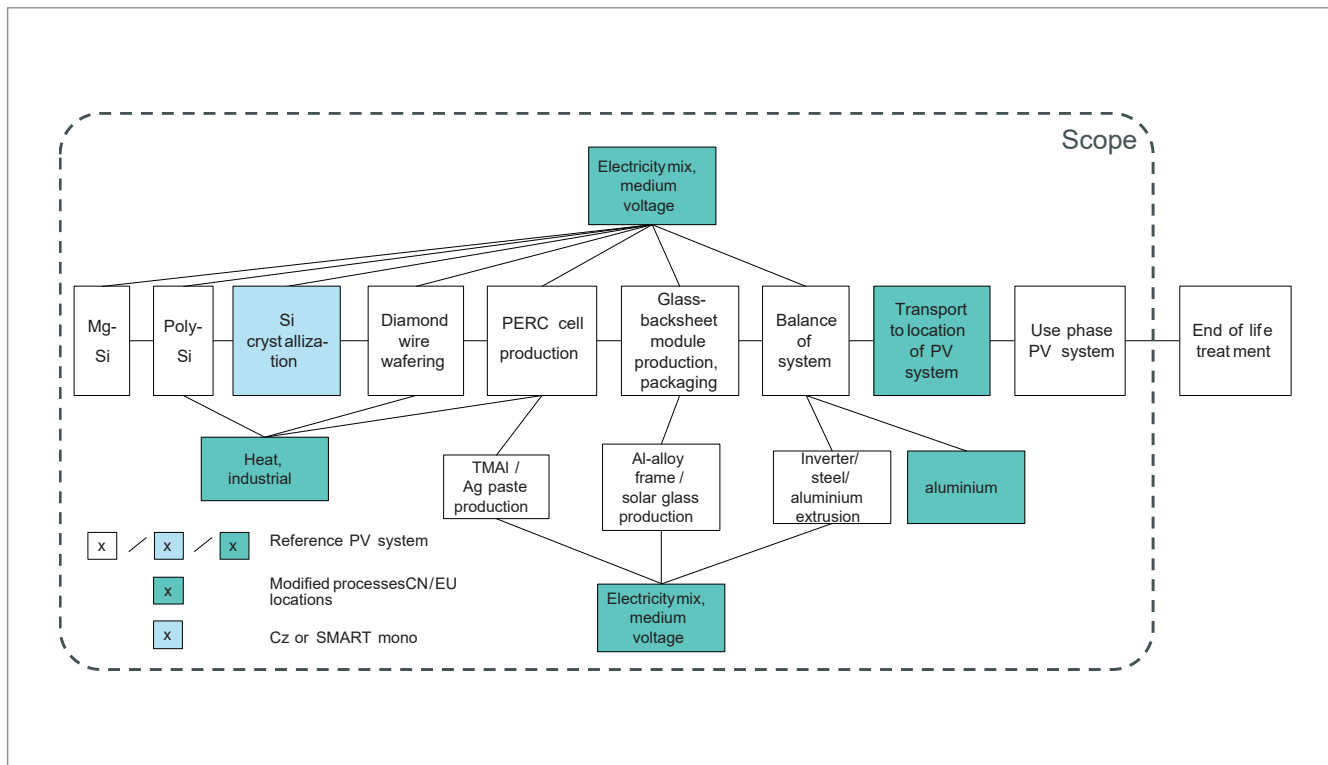 Scope
Electricity mix,
medium
voltage
Mg-
Si
Poly-
Si
Si
crystalliza-
tion
Diamond
wire
wafering
PERC cell
production
Glass-
backsheet
module
production,
packaging
Balance
of
system
Transport
to location
of PV
system
Use phase
PV system
End of life
treatment
Heat,
industrial
TMAl /
Ag paste
production
Al-alloy
frame /
solar glass
production
Inverter/
steel/
aluminium
extrusion
aluminium
x / x / x Reference PV system
x Modified processesCN/EU
locations
x Cz or SMART mono
Electricity mix,
medium
voltage